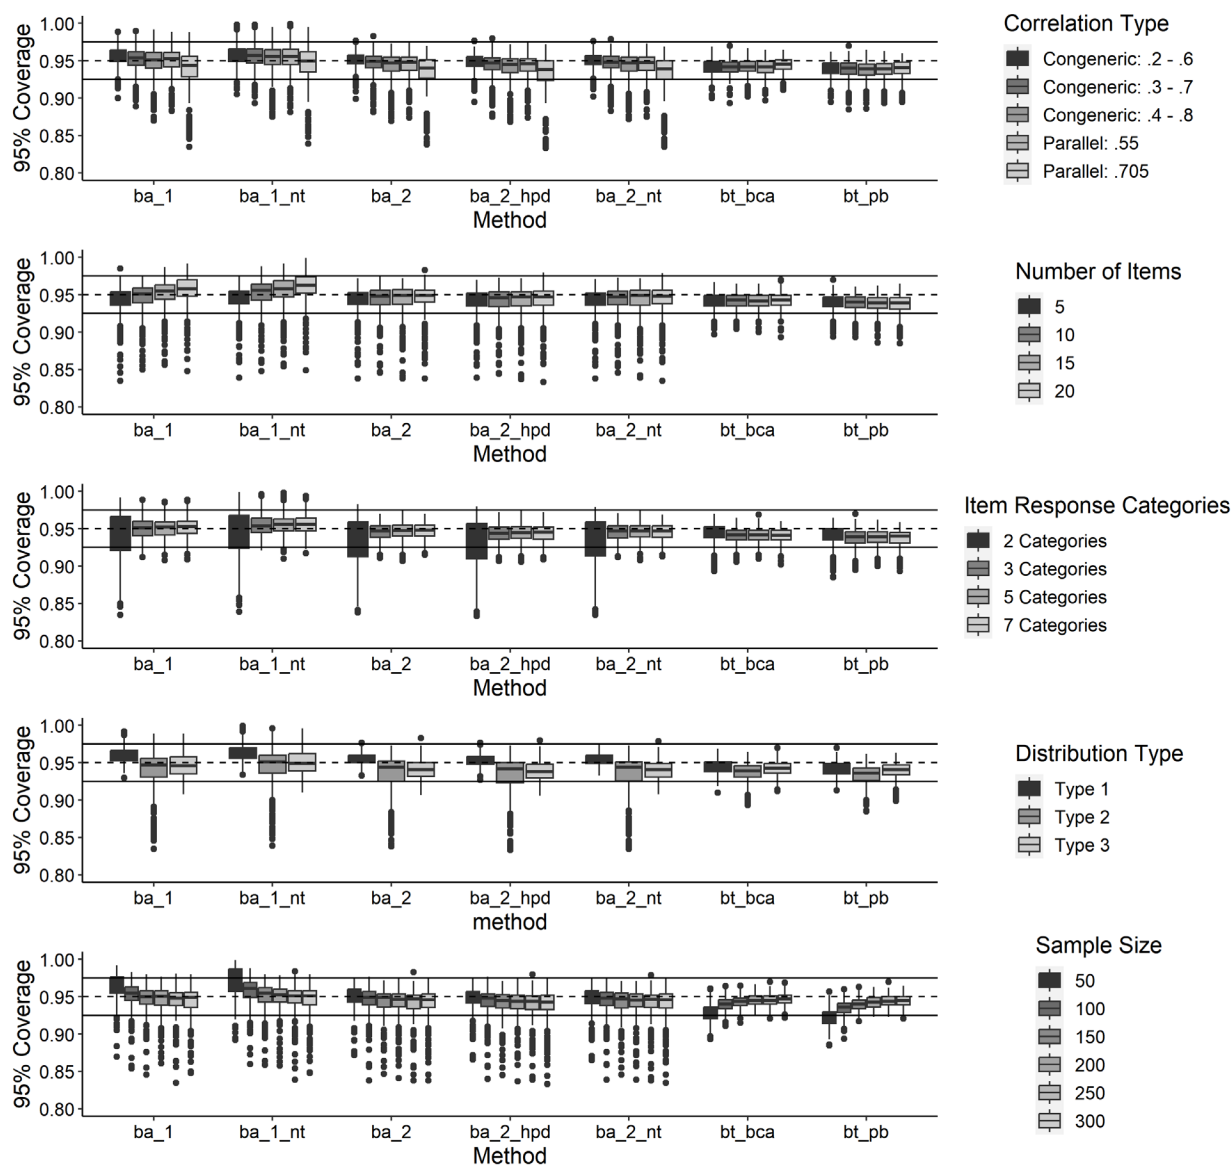 95% Coverage
1.00
0.95
0.90
0.85
0.80
ba_1
ba_1_nt
ba_2
ba_2_hpd
ba_2_nt
bt_bca
bt_pb
Method
Correlation Type
Congeneric: .2 - .6
Congeneric: .3 - .7
Congeneric: .4 - .8
Parallel: .55
Parallel: .705
95% Coverage
1.00
0.95
0.90
0.85
0.80
ba_1
ba_1_nt
ba_2
ba_2_hpd
ba_2_nt
bt_bca
bt_pb
Method
Number of Items
5
10
15
20
95% Coverage
1.00
0.95
0.90
0.85
0.80
ba_1
ba_1_nt
ba_2
ba_2_hpd
ba_2_nt
bt_bca
bt_pb
Method
Item Response Categories
2 Categories
3 Categories
5 Categories
7 Categories
95% Coverage
1.00
0.95
0.90
0.85
0.80
ba_1
ba_1_nt
ba_2
ba_2_hpd
ba_2_nt
bt_bca
bt_pb
method
Distribution Type
Type 1
Type 2
Type 3
95% Coverage
1.00
0.95
0.90
0.85
0.80
ba_1
ba_1_nt
ba_2
ba_2_hpd
ba_2_nt
bt_bca
bt_pb
Method
Sample Size
50
100
150
200
250
300